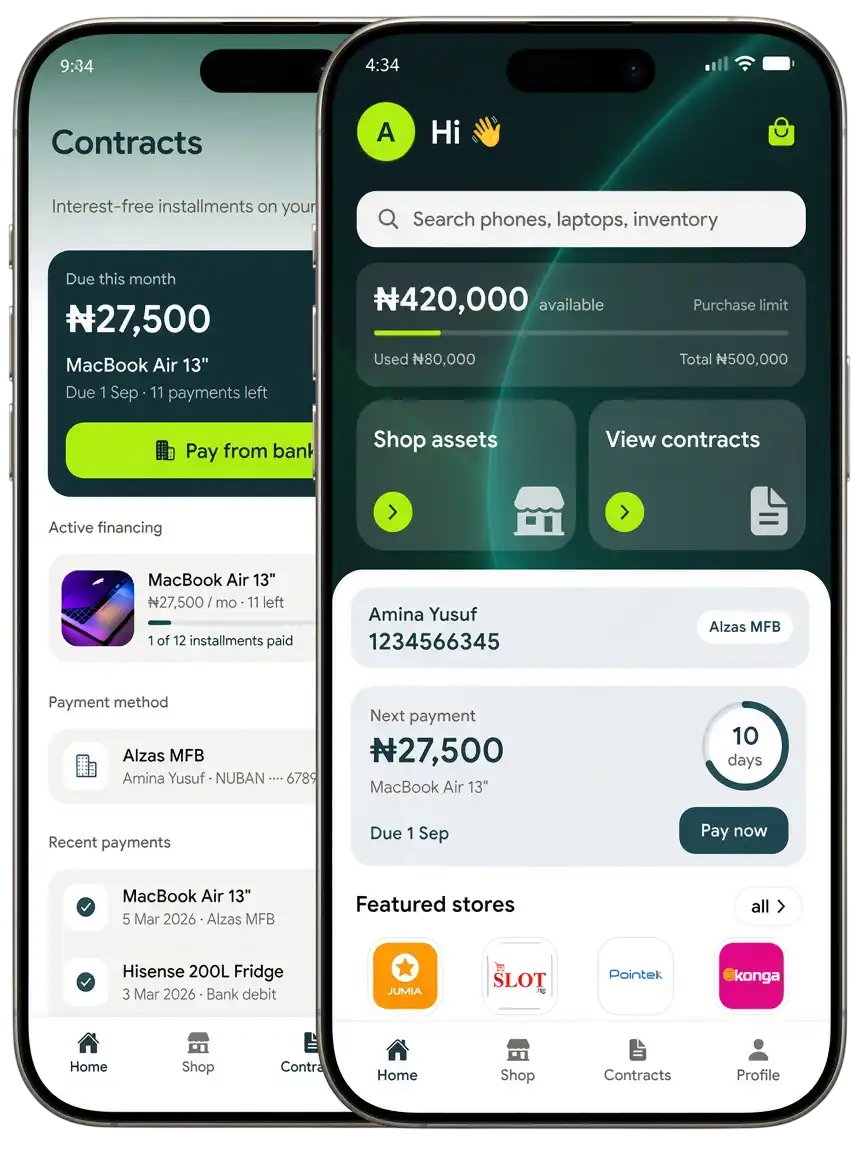 9:34
Contracts
Interest-free installments on your
Due this month
₦27,500
MacBook Air 13"
Due 1 Sep · 11 payments left
Pay from bank
Active financing
MacBook Air 13"
₦27,500 / mo · 11 left
1 of 12 installments paid
Payment method
Alzas MFB
Amina Yusuf · NUBAN ···· 6789
Recent payments
MacBook Air 13"
5 Mar 2026 · Alzas MFB
Hisense 200L Fridge
3 Mar 2026 · Bank debit
Home
Shop
4:34
A
Hi 👋
Search phones, laptops, inventory
₦420,000 available
Purchase limit
Used ₦80,000
Total ₦500,000
Shop assets
View contracts
Amina Yusuf
1234566345
Alzas MFB
Next payment
₦27,500
MacBook Air 13"
Due 1 Sep
10
days
Pay now
Featured stores
all
JUMIA
SLOT
Pointek
konga
Home
Shop
Contracts
Profile